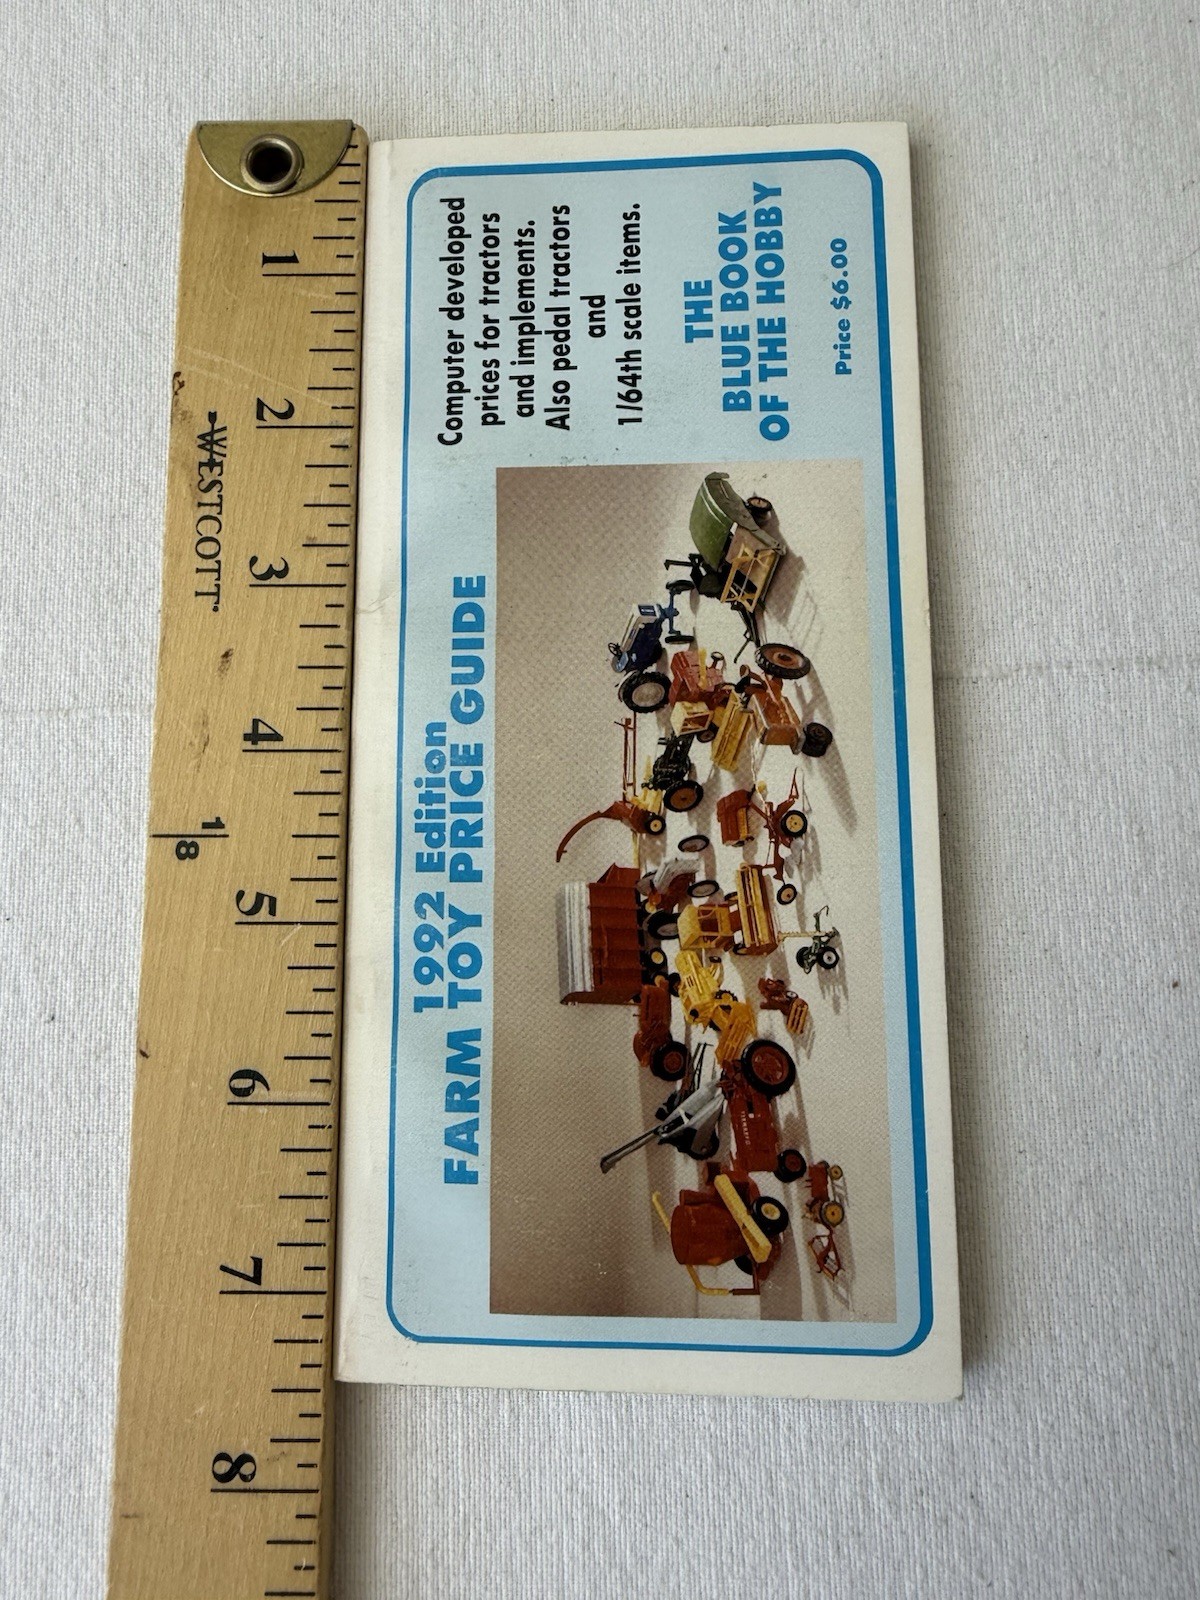 1992 Edition
FARM TOY PRICE GUIDE
Computer developed
prices for tractors
and implements.
Also pedal tractors
and
1/64th scale items.
THE
BLUE BOOK
OF THE HOBBY
Price $6.00
WESTCOTT
1
2
3
4
1/8
5
6
7
8